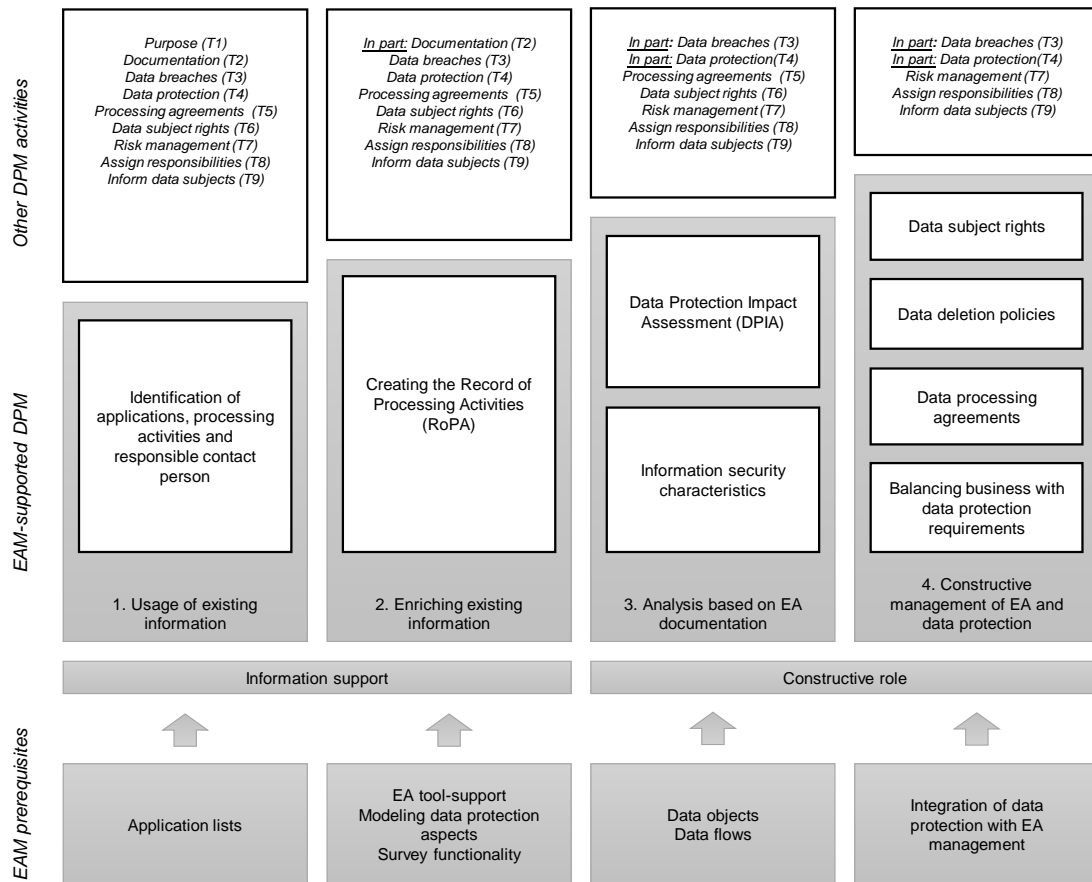 Other DPM activities
Purpose (T1)
Documentation (T2)
Data breaches (T3)
Data protection (T4)
Processing agreements (T5)
Data subject rights (T6)
Risk management (T7)
Assign responsibilities (T8)
Inform data subjects (T9)
In part: Documentation (T2)
Data breaches (T3)
Data protection (T4)
Processing agreements (T5)
Data subject rights (T6)
Risk management (T7)
Assign responsibilities (T8)
Inform data subjects (T9)
In part: Data breaches (T3)
In part: Data protection(T4)
Processing agreements (T5)
Data subject rights (T6)
Risk management (T7)
Assign responsibilities (T8)
Inform data subjects (T9)
In part: Data breaches (T3)
In part: Data protection(T4)
Risk management (T7)
Assign responsibilities (T8)
Inform data subjects (T9)
EAM-supported DPM
Identification of
applications, processing
activities and
responsible contact
person
1. Usage of existing
information
Creating the Record of
Processing Activities
(RoPA)
2. Enriching existing
information
Data Protection Impact
Assessment (DPIA)
Information security
characteristics
3. Analysis based on EA
documentation
Data subject rights
Data deletion policies
Data processing
agreements
Balancing business with
data protection
requirements
4. Constructive
management of EA and
data protection
Information support
Constructive role
EAM prerequisites
Application lists
EA tool-support
Modeling data protection
aspects
Survey functionality
Data objects
Data flows
Integration of data
protection with EA
management